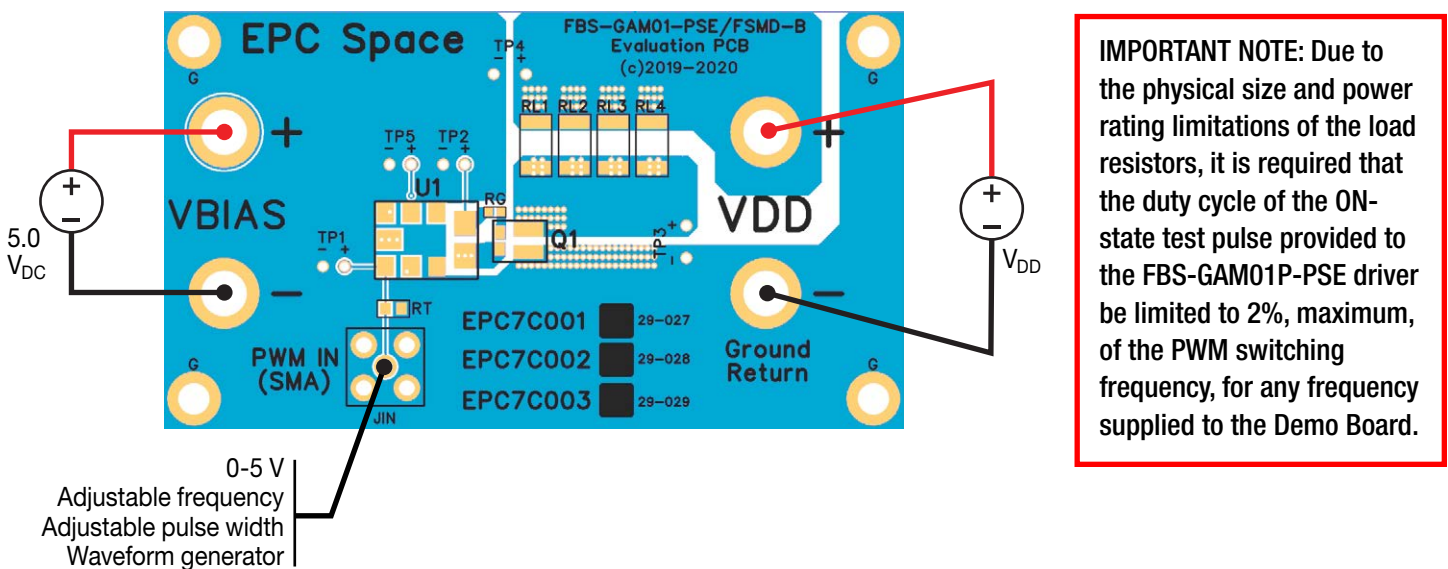 EPC Space
FBS-GAM01-PSE/FSMD-B
Evaluation PCB
(c)2019-2020
TP4
- +
G
G
RL1 RL2 RL3 RL4
+
+
TP5
- +
TP2
- +
U1
RG
VBIAS
VDD
Q1
TP3
- +
TP1
- +
-
-
RT
EPC7C001 29-027
EPC7C002 29-028
EPC7C003 29-029
Ground
Return
PWM IN
(SMA)
JIN
G
G
+
–
5.0
VDC
+
–
VDD
0-5 V
Adjustable frequency
Adjustable pulse width
Waveform generator
IMPORTANT NOTE: Due to
the physical size and power
rating limitations of the load
resistors, it is required that
the duty cycle of the ON-
state test pulse provided to
the FBS-GAM01P-PSE driver
be limited to 2%, maximum,
of the PWM switching
frequency, for any frequency
supplied to the Demo Board.